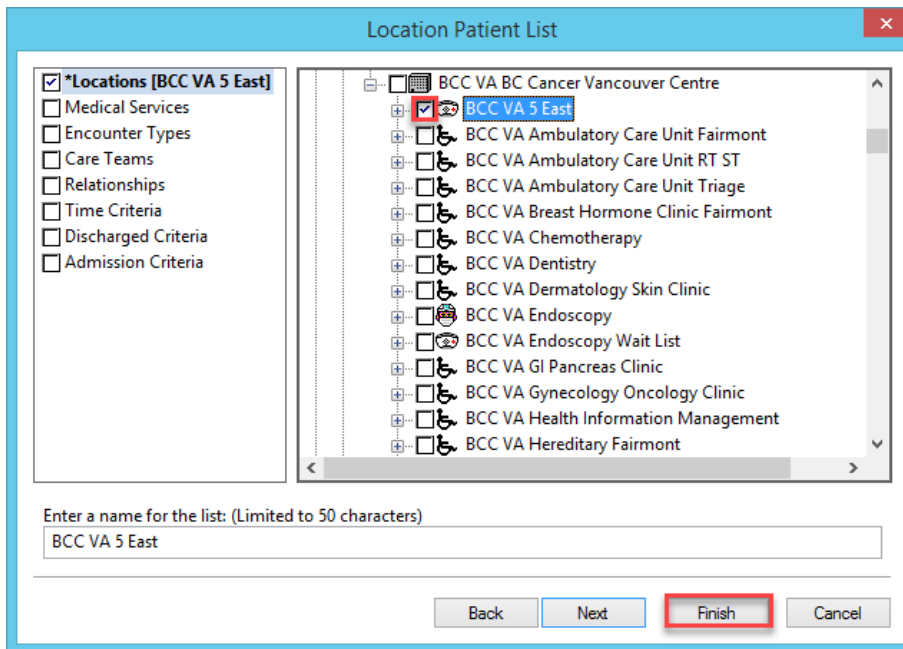 Location Patient List
*Locations [BCC VA 5 East]
Medical Services
Encounter Types
Care Teams
Relationships
Time Criteria
Discharged Criteria
Admission Criteria
BCC VA BC Cancer Vancouver Centre
BCC VA 5 East
BCC VA Ambulatory Care Unit Fairmont
BCC VA Ambulatory Care Unit RT ST
BCC VA Ambulatory Care Unit Triage
BCC VA Breast Hormone Clinic Fairmont
BCC VA Chemotherapy
BCC VA Dentistry
BCC VA Dermatology Skin Clinic
BCC VA Endoscopy
BCC VA Endoscopy Wait List
BCC VA GI Pancreas Clinic
BCC VA Gynecology Oncology Clinic
BCC VA Health Information Management
BCC VA Hereditary Fairmont
Enter a name for the list: (Limited to 50 characters)
BCC VA 5 East
Back Next Finish Cancel